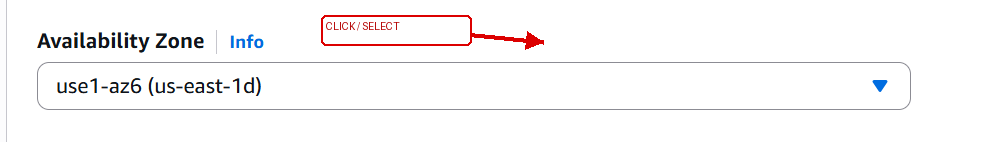 CLICK/SELECT
Availability Zone Info
use1-az6 (us-east-1d)